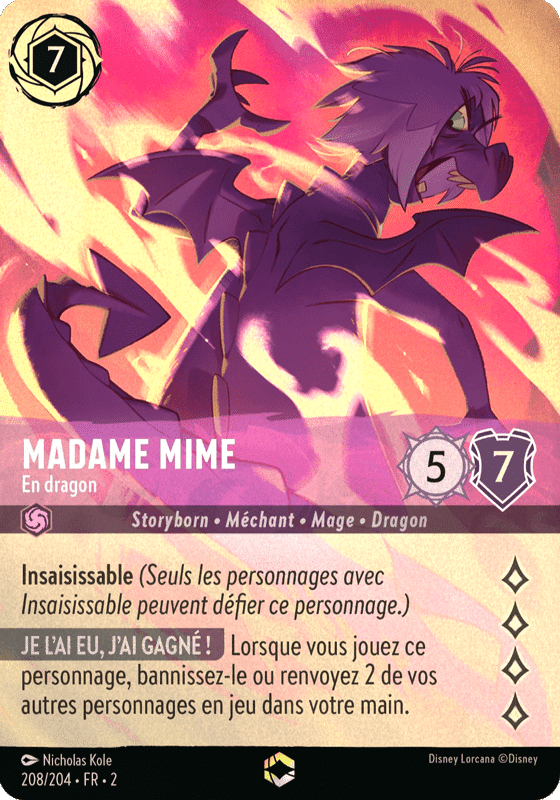 7
MADAME MIME
En dragon
5
7
Storyborn • Méchant • Mage • Dragon
Insaisissable (Seuls les personnages avec
Insaisissable peuvent défier ce personnage.)
JE L'AI EU, J'AI GAGNÉ ! Lorsque vous jouez ce
personnage, bannissez-le ou renvoyez 2 de vos
autres personnages en jeu dans votre main.
Nicholas Kole
Disney Lorcana ©Disney
208/204 • FR • 2